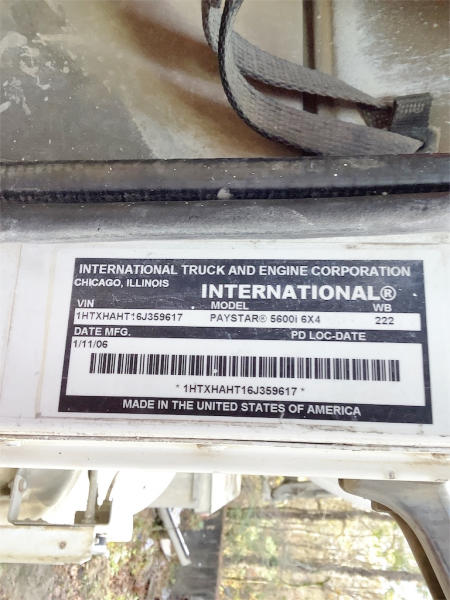 INTERNATIONAL TRUCK AND ENGINE CORPORATION
CHICAGO, ILLINOIS
INTERNATIONAL®
VIN MODEL WB
1HTXHAHT16J359617 PAYSTAR® 5600i 6X4 222
DATE MFG. PD LOC-DATE
1/11/06
* 1HTXHAHT16J359617 *
MADE IN THE UNITED STATES OF AMERICA